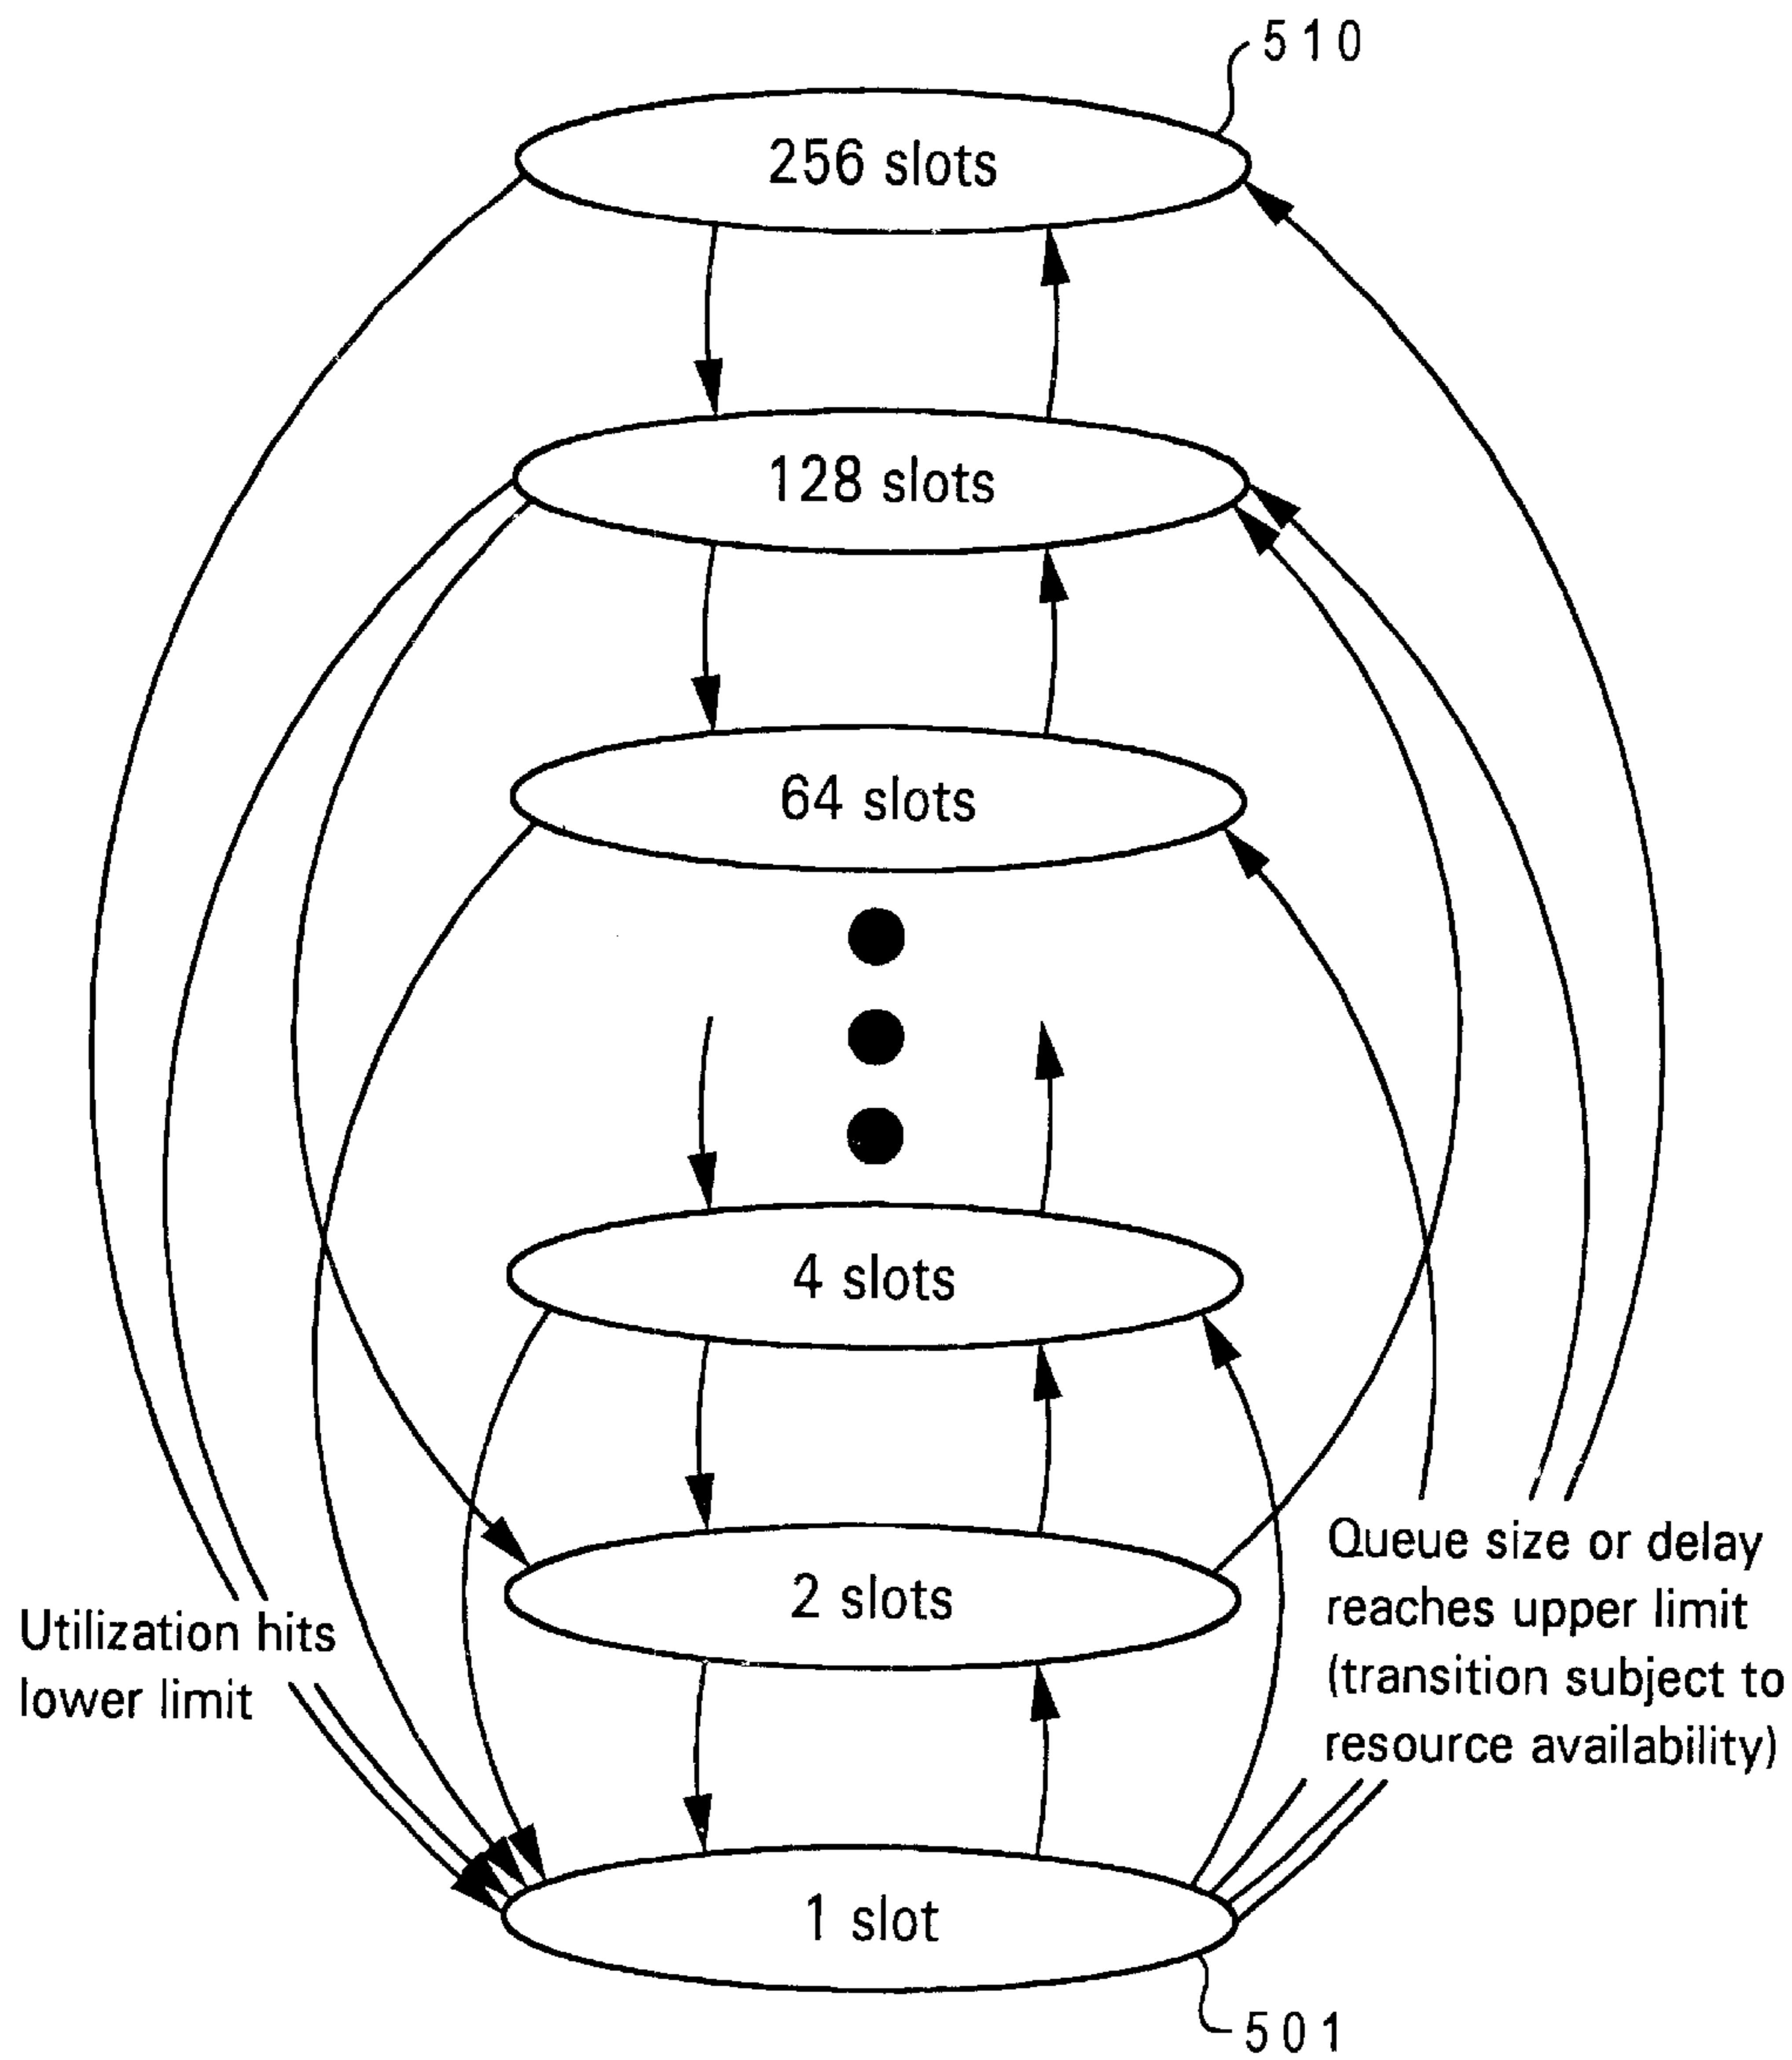 510
256 slots
128 slots
64 slots
4 slots
2 slots
Queue size or delay
reaches upper limit
(transition subject to
resource availability)
Utilization hits
lower limit
1 slot
501